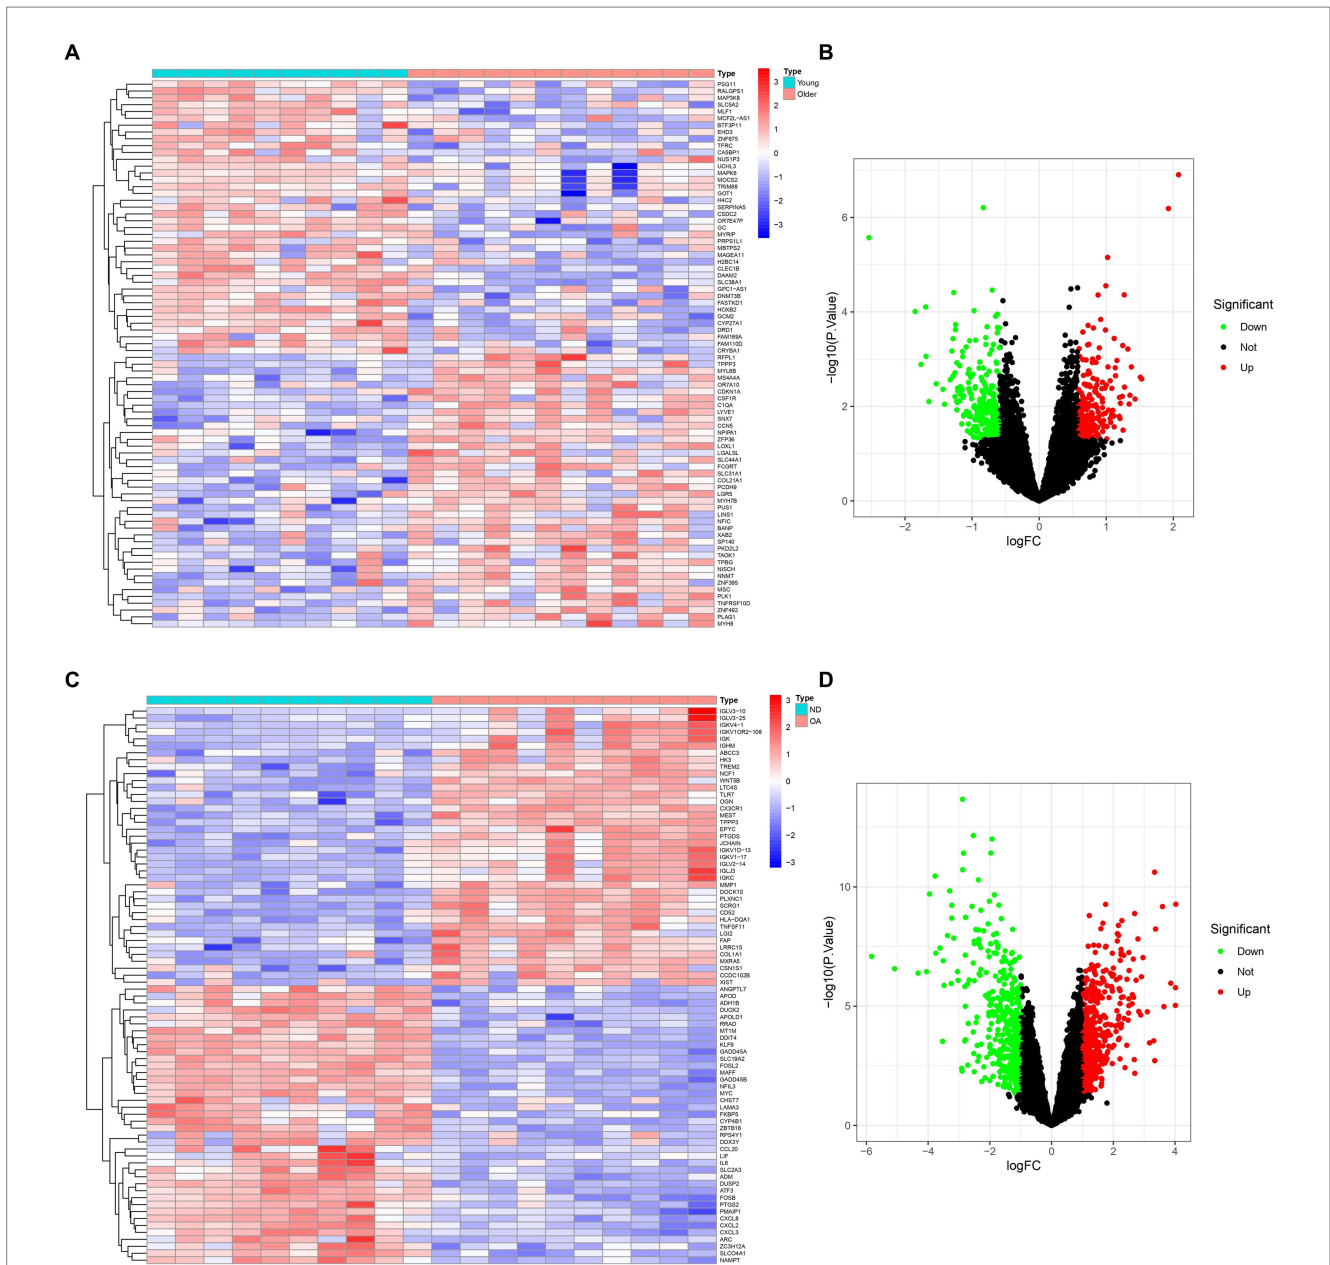 A
Type
PSG11
RALGPS1
MAP3K8
SLC5A2
MLF1
MCF2L-AS1
BTF3P11
EHD3
ZNF675
TFRC
CA5BP1
NUS1P3
UCHL3
MAPK6
MOCS2
TRIM68
GOT1
H4C2
SERPINA5
CSDC2
OR7E47P
GC
MYRIP
PRPS1L1
MBTPS2
MAGEA11
H2BC14
CLEC1B
DAAM2
SLC38A1
GPC1-AS1
DNMT3B
FASTKD1
HOXB2
GCM2
CYP27A1
DRD1
FAM169A
FAM110D
CRYBA1
RFPL1
TPPP3
MYL6B
MS4A4A
OR7A10
CDKN1A
CSF1R
C1QA
LYVE1
SNX7
CCN5
NPIPA1
ZFP36
LOXL1
LGALSL
SLC44A1
FCGRT
SLC31A1
COL21A1
PCDH9
LGR5
MYH7B
PUS1
LINS1
NFIC
BANP
XAB2
SP140
PKD2L2
TAOK1
TPBG
NISCH
NNMT
ZNF395
MSC
PLK1
TNFRSF10D
ZNF492
PLAG1
MYH8
3
2
1
0
-1
-2
-3
Type
Young
Older
B
-log10(P.Value)
6
4
2
0
-2
-1
0
1
2
logFC
Significant
Down
Not
Up
C
Type
IGLV3-10
IGLV3-25
IGKV4-1
IGKV1OR2-108
IGK
IGHM
ABCC3
HK3
TREM2
NCF1
WNT5B
LTC4S
TLR7
OGN
CX3CR1
MEST
TPPP3
EPYC
PTGDS
JCHAIN
IGKV1D-13
IGKV1-17
IGLV2-14
IGLJ3
IGKC
MMP1
DOCK10
PLXNC1
SCRG1
CD52
HLA-DQA1
TNFSF11
LGI2
FAP
LRRC15
COL1A1
MXRA5
CSN1S1
CCDC102B
XIST
ANGPTL7
APOD
ADH1B
DUOX2
APOLD1
RRAD
MT1M
DDIT4
KLF9
GADD45A
SLC19A2
FOSL2
MAFF
GADD45B
NFIL3
MYC
CHST7
LAMA3
FKBP5
CYP4B1
ZBTB16
RPS4Y1
DDX3Y
CCL20
LIF
IL6
SLC2A3
ADM
DUSP2
ATF3
FOSB
PTGS2
PMAIP1
CXCL8
CXCL2
CXCL3
ARC
ZC3H12A
SLCO4A1
NAMPT
3
2
1
0
-1
-2
-3
Type
ND
OA
D
-log10(P.Value)
10
5
0
-6
-4
-2
0
2
4
logFC
Significant
Down
Not
Up